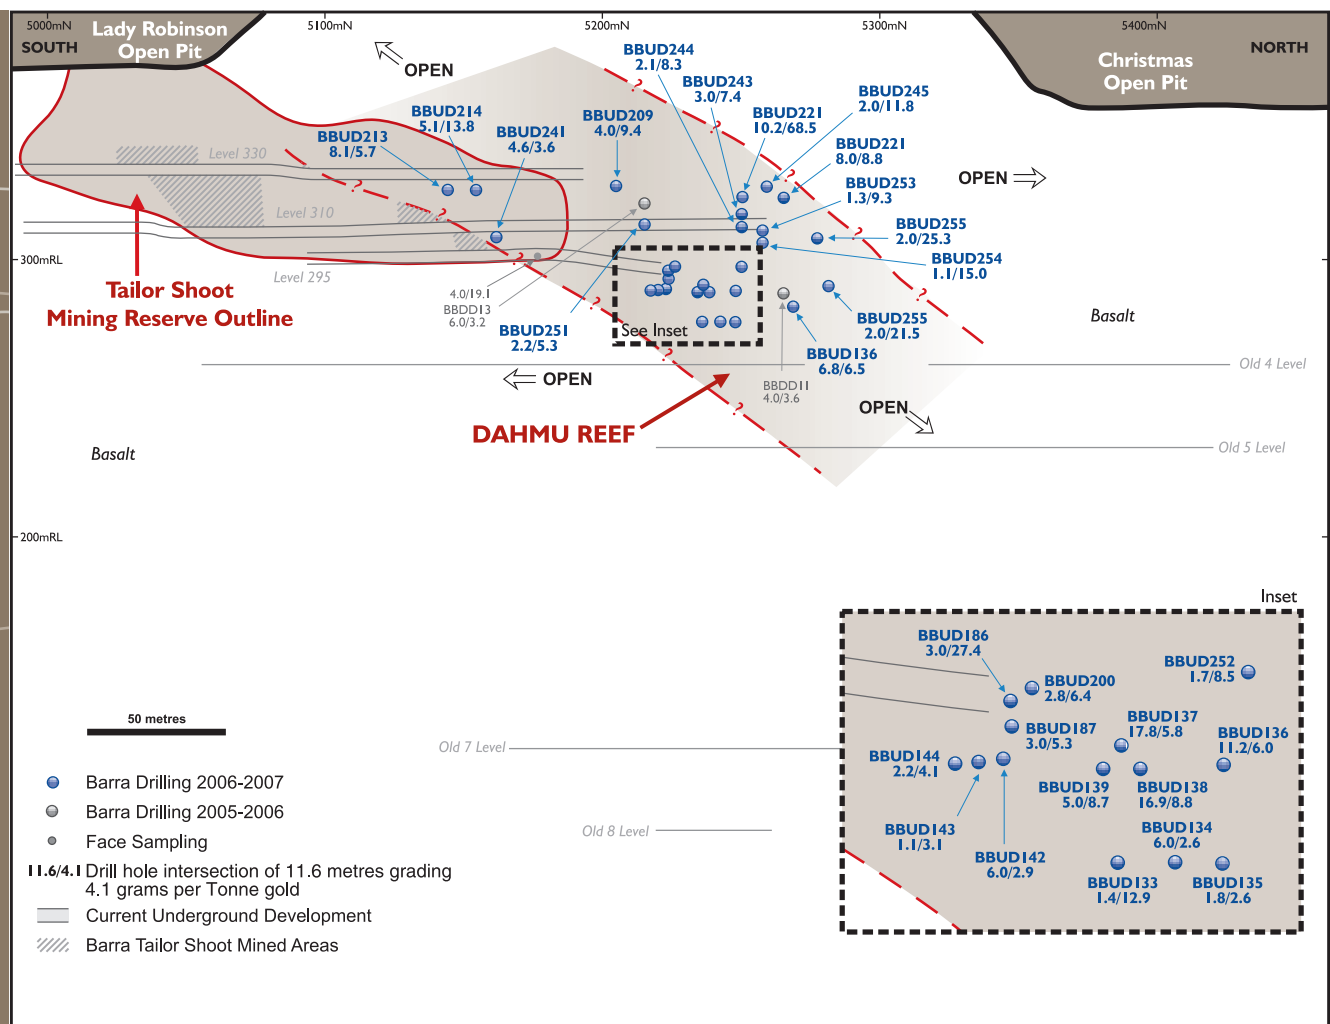 5000mN
5100mN
5200mN
5300mN
5400mN
SOUTH
Lady Robinson
Open Pit
Christmas
Open Pit
NORTH
OPEN
BBUD244
2.1/8.3
BBUD243
3.0/7.4
BBUD221
10.2/68.5
BBUD245
2.0/11.8
BBUD214
5.1/13.8
BBUD213
8.1/5.7
BBUD241
4.6/3.6
BBUD209
4.0/9.4
BBUD221
8.0/8.8
Level 330
OPEN
BBUD253
1.3/9.3
Level 310
BBUD255
2.0/25.3
BBUD254
1.1/15.0
300mRL
Level 295
Tailor Shoot
Mining Reserve Outline
4.0/19.1
BBDD13
6.0/3.2
BBUD251
2.2/5.3
See Inset
BBUD255
2.0/21.5
Basalt
BBUD136
6.8/6.5
BBDD11
4.0/3.6
Old 4 Level
OPEN
OPEN
DAHMU REEF
Old 5 Level
Basalt
?
?
?
?
?
?
?
?
200mRL
Inset
BBUD186
3.0/27.4
BBUD200
2.8/6.4
BBUD252
1.7/8.5
BBUD187
3.0/5.3
BBUD137
17.8/5.8
BBUD136
11.2/6.0
BBUD144
2.2/4.1
BBUD139
5.0/8.7
BBUD138
16.9/8.8
BBUD143
1.1/3.1
BBUD142
6.0/2.9
BBUD134
6.0/2.6
BBUD133
1.4/12.9
BBUD135
1.8/2.6
50 metres
Old 7 Level
Old 8 Level
Barra Drilling 2006-2007
Barra Drilling 2005-2006
Face Sampling
11.6/4.1 Drill hole intersection of 11.6 metres grading
4.1 grams per Tonne gold
Current Underground Development
Barra Tailor Shoot Mined Areas